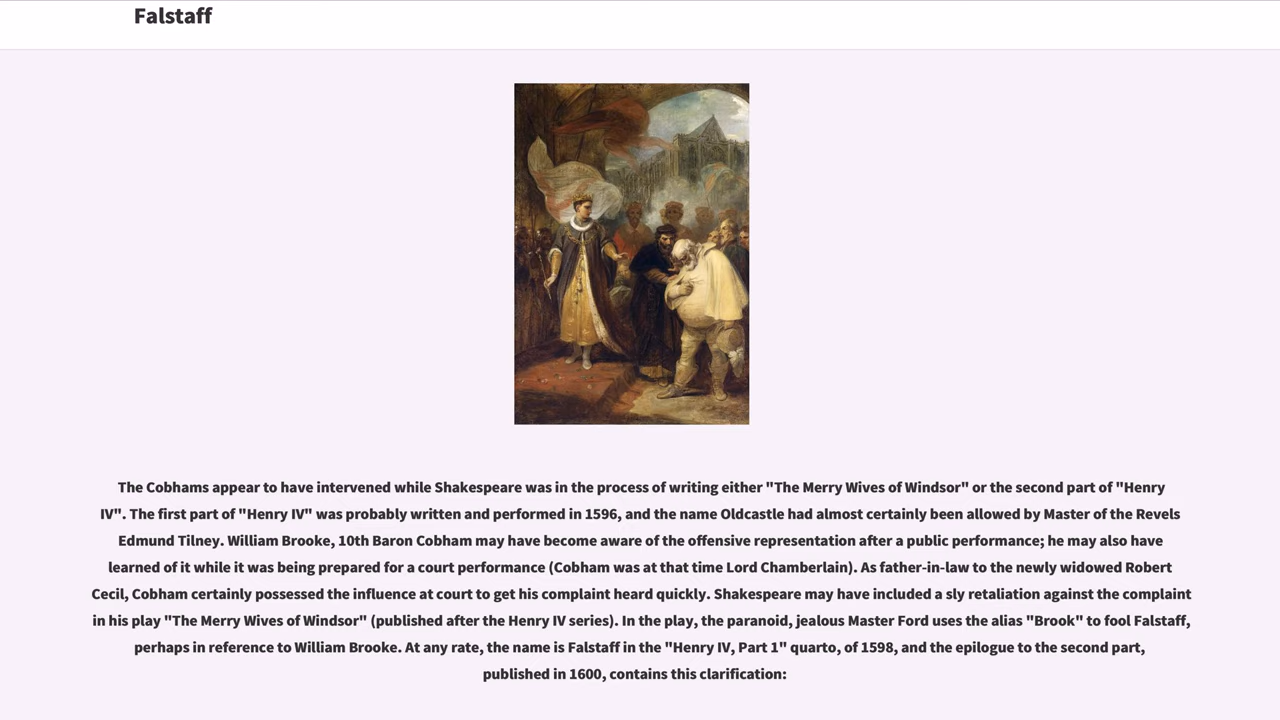 Falstaff
The Cobhams appear to have intervened while Shakespeare was in the process of writing either "The Merry Wives of Windsor" or the second part of "Henry
IV". The first part of "Henry IV" was probably written and performed in 1596, and the name Oldcastle had almost certainly been allowed by Master of the Revels
Edmund Tilney. William Brooke, 10th Baron Cobham may have become aware of the offensive representation after a public performance; he may also have
learned of it while it was being prepared for a court performance (Cobham was at that time Lord Chamberlain). As father-in-law to the newly widowed Robert
Cecil, Cobham certainly possessed the influence at court to get his complaint heard quickly. Shakespeare may have included a sly retaliation against the complaint
in his play "The Merry Wives of Windsor" (published after the Henry IV series). In the play, the paranoid, jealous Master Ford uses the alias "Brook" to fool Falstaff,
perhaps in reference to William Brooke. At any rate, the name is Falstaff in the "Henry IV, Part 1" quarto, of 1598, and the epilogue to the second part,
published in 1600, contains this clarification: